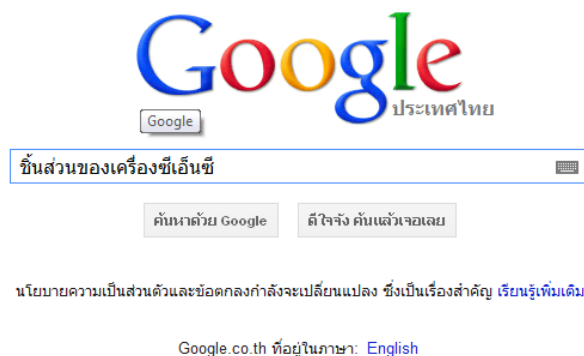 Google
ประเทศไทย
Google
ชิ้นส่วนของเครื่องซีเอ็นซี
ค้นหาด้วย Google
ดีใจจัง ค้นแล้วเจอเลย
นโยบายความเป็นส่วนตัวและข้อตกลงกำลังจะเปลี่ยนแปลง ซึ่งเป็นเรื่องสำคัญ เรียนรู้เพิ่มเติม
Google.co.th ที่อยู่ในภาษา: English